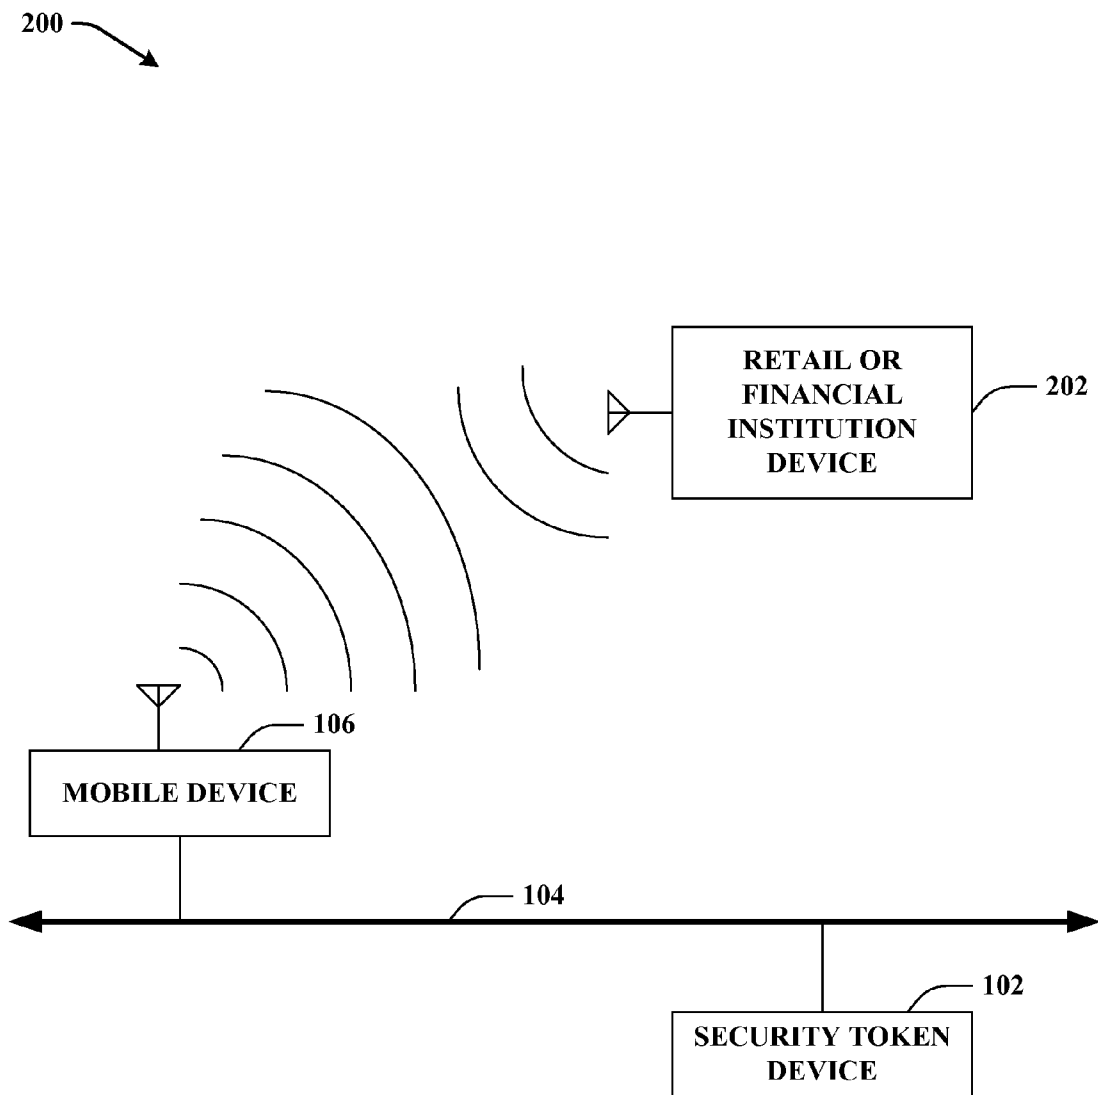 200
RETAIL OR
FINANCIAL
INSTITUTION
DEVICE
202
106
MOBILE DEVICE
104
102
SECURITY TOKEN
DEVICE